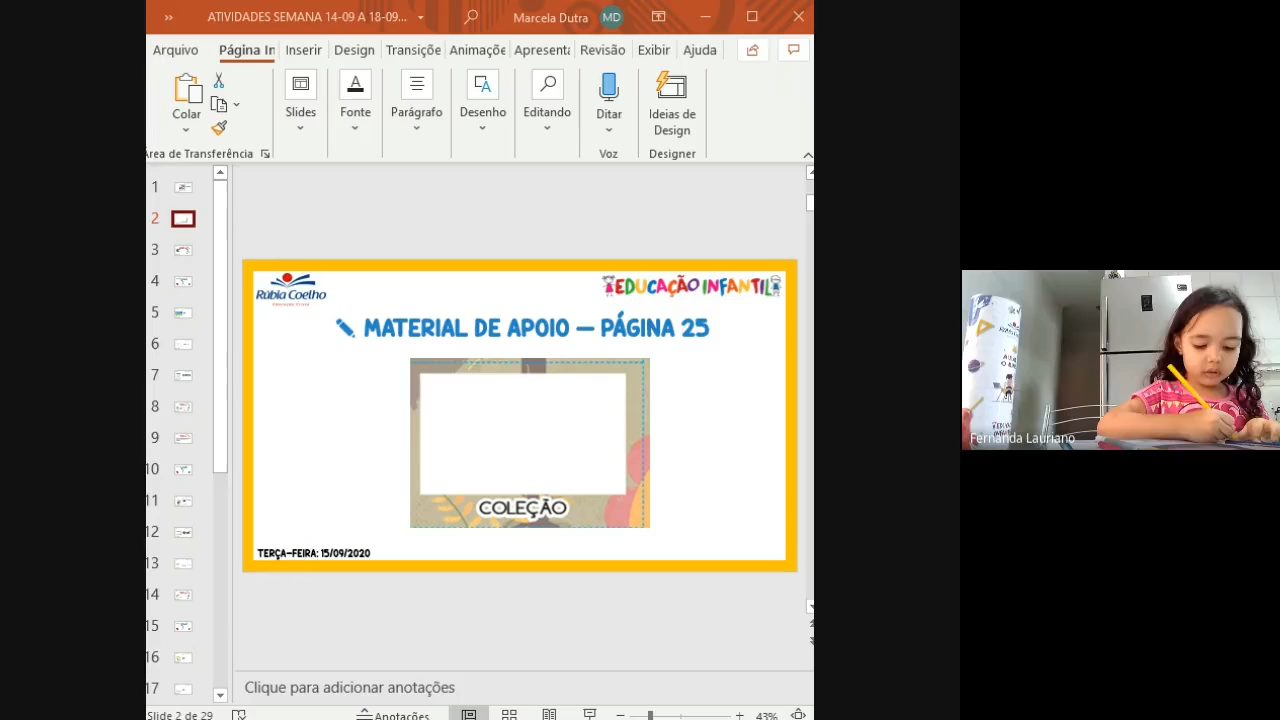 ATIVIDADES SEMANA 14-09 A 18-09...
Marcela Dutra
MD
Arquivo
Página In
Inserir
Design
Transiçõe
Animaçõe
Apresenta
Revisão
Exibir
Ajuda
Colar
Slides
Fonte
Parágrafo
Desenho
Editando
Ditar
Ideias de
Design
Área de Transferência
Voz
Designer
1
2
3
4
5
6
7
8
9
10
11
12
13
14
15
16
17
Rúbia Coelho
EDUCAÇÃO INFANTIL
MATERIAL DE APOIO – PÁGINA 25
COLEÇÃO
TERÇA-FEIRA: 15/09/2020
Clique para adicionar anotações
Slide 2 de 29
Anotações
43%
Fernanda Lauriano